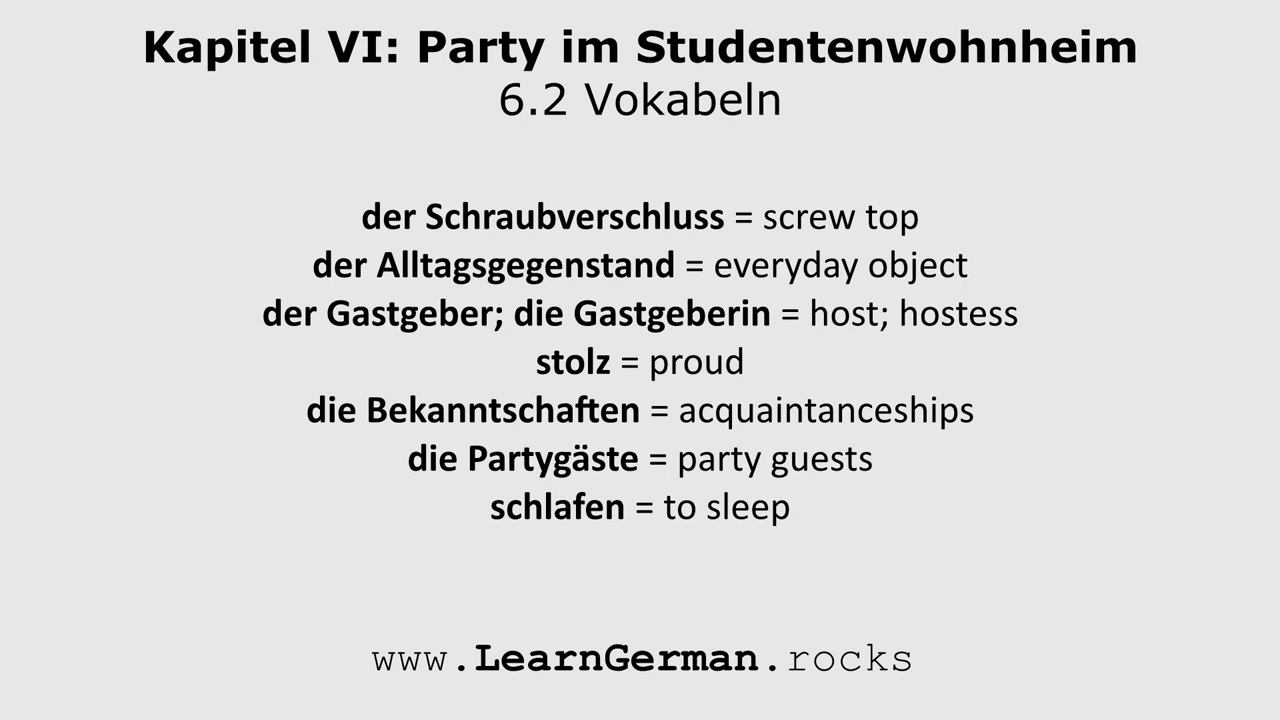 Kapitel VI: Party im Studentenwohnheim
6.2 Vokabeln
der Schraubverschluss = screw top
der Alltagsgegenstand = everyday object
der Gastgeber; die Gastgeberin = host; hostess
stolz = proud
die Bekanntschaften = acquaintanceships
die Partygäste = party guests
schlafen = to sleep
www.LearnGerman.rocks